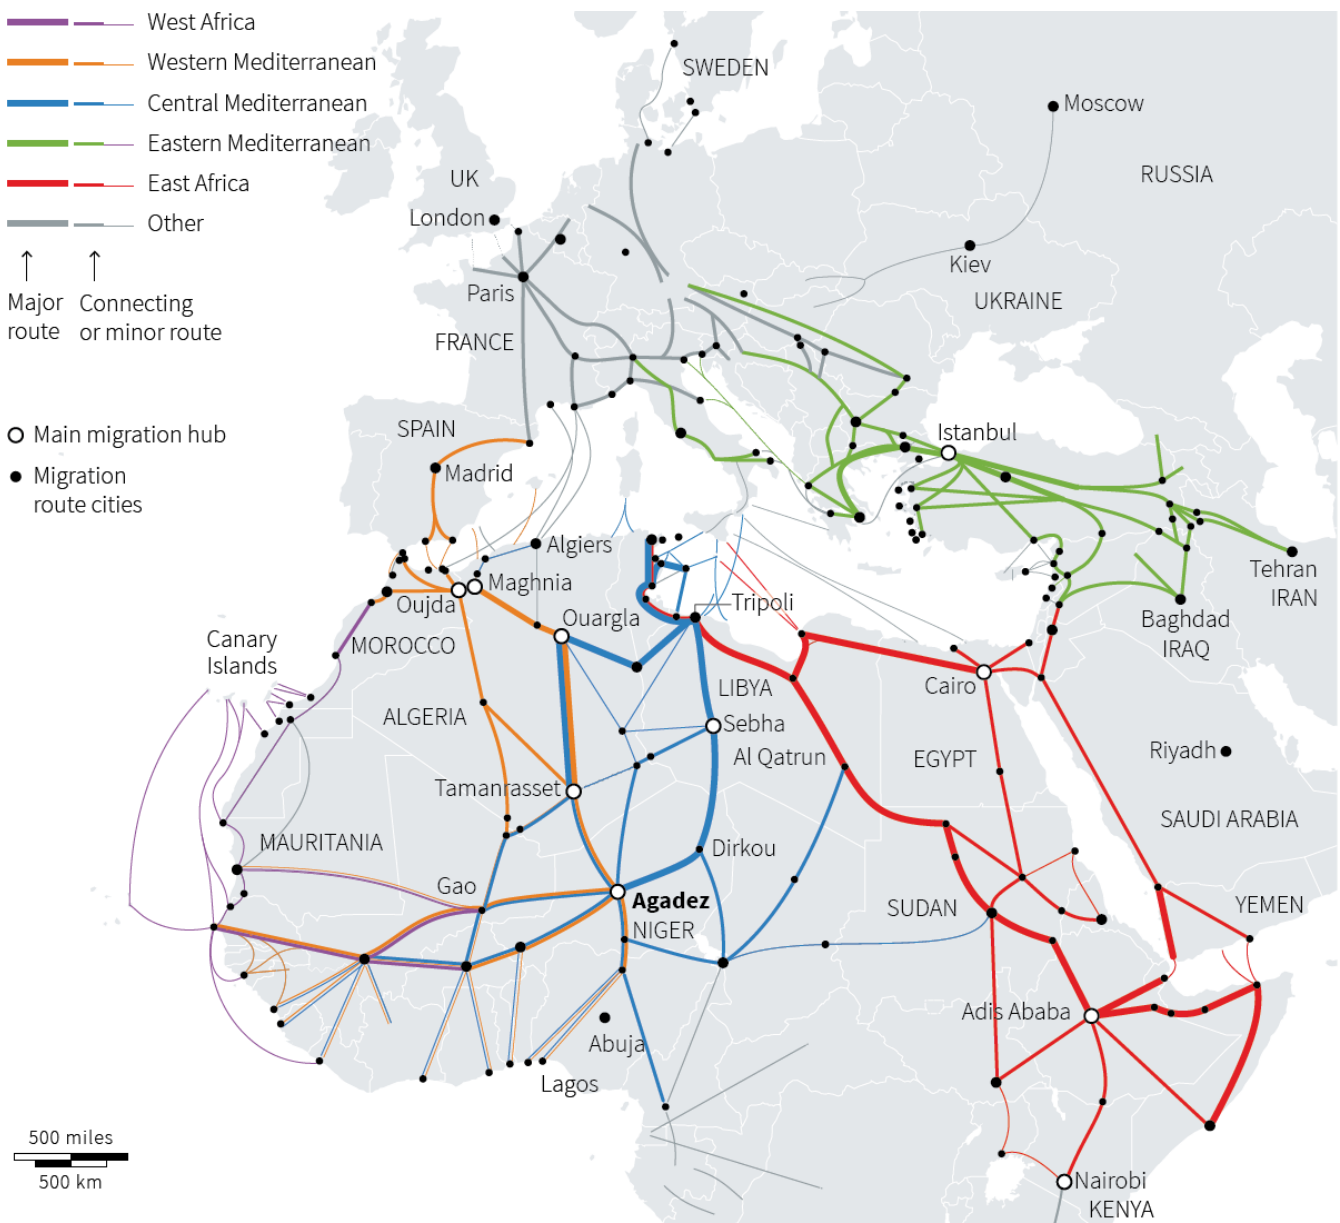 West Africa
Western Mediterranean
Central Mediterranean
Eastern Mediterranean
East Africa
Other
Major
route
Connecting
or minor route
Main migration hub
Migration
route cities
SWEDEN
Moscow
RUSSIA
UK
London
Kiev
UKRAINE
Paris
FRANCE
SPAIN
Madrid
Istanbul
Algiers
Maghnia
Oujda
Ouargla
Tripoli
Tehran
IRAN
Baghdad
IRAQ
Canary
Islands
MOROCCO
ALGERIA
LIBYA
Cairo
Sebha
Al Qatrun
EGYPT
Riyadh
SAUDI ARABIA
Tamanrasset
MAURITANIA
Dirkou
Gao
Agadez
NIGER
SUDAN
YEMEN
Adis Ababa
Abuja
Lagos
Nairobi
KENYA
500 miles
500 km